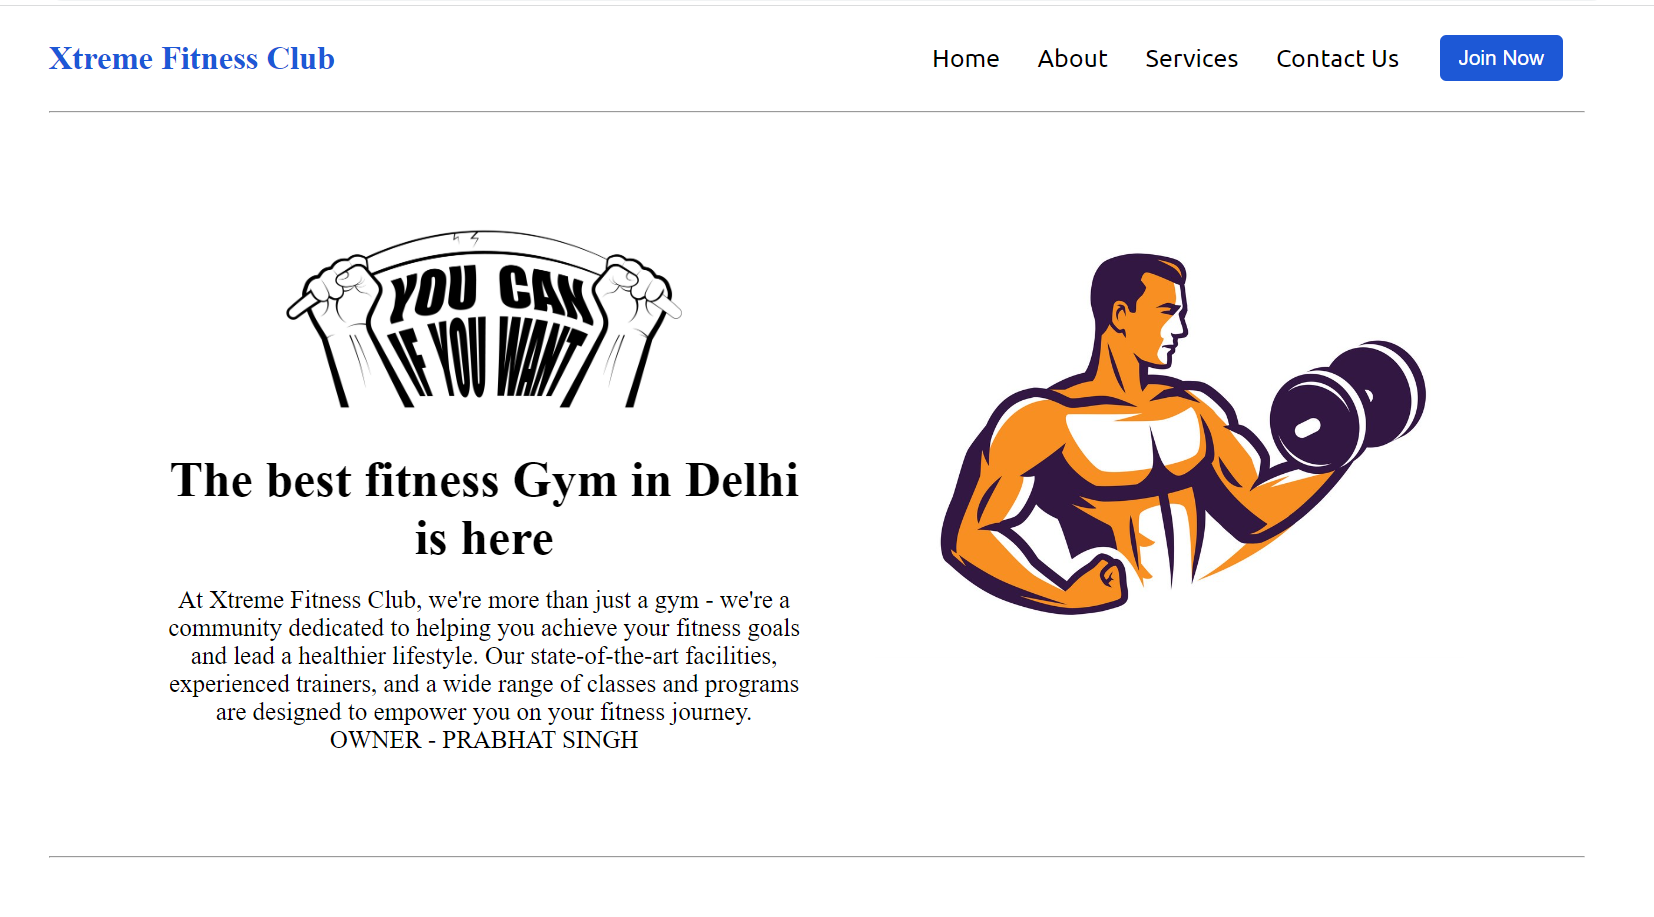 Xtreme Fitness Club
Home About Services Contact Us Join Now
YOU CAN
IF YOU WANT
The best fitness Gym in Delhi
is here
At Xtreme Fitness Club, we're more than just a gym - we're a
community dedicated to helping you achieve your fitness goals
and lead a healthier lifestyle. Our state-of-the-art facilities,
experienced trainers, and a wide range of classes and programs
are designed to empower you on your fitness journey.
OWNER - PRABHAT SINGH